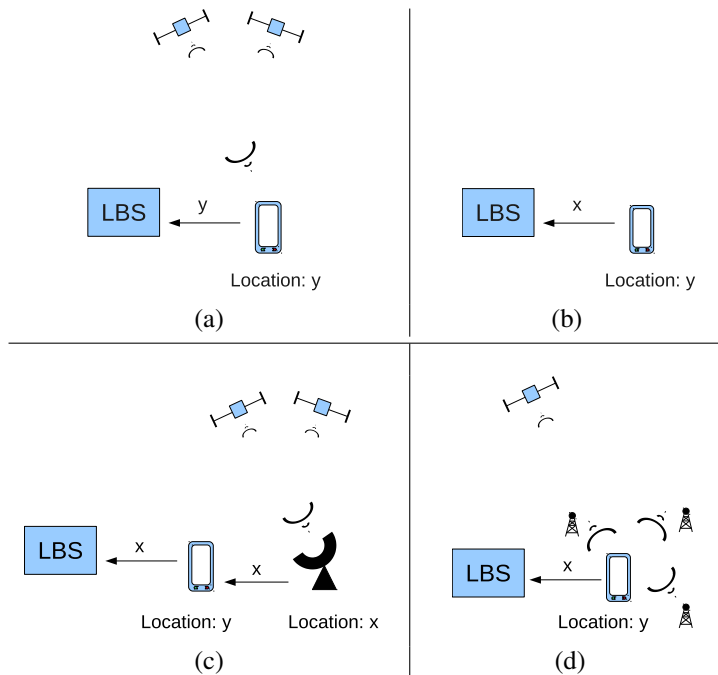 LBS
y
Location: y
(a)
LBS
x
Location: y
(b)
LBS
x
x
Location: y
Location: x
(c)
LBS
x
Location: y
(d)